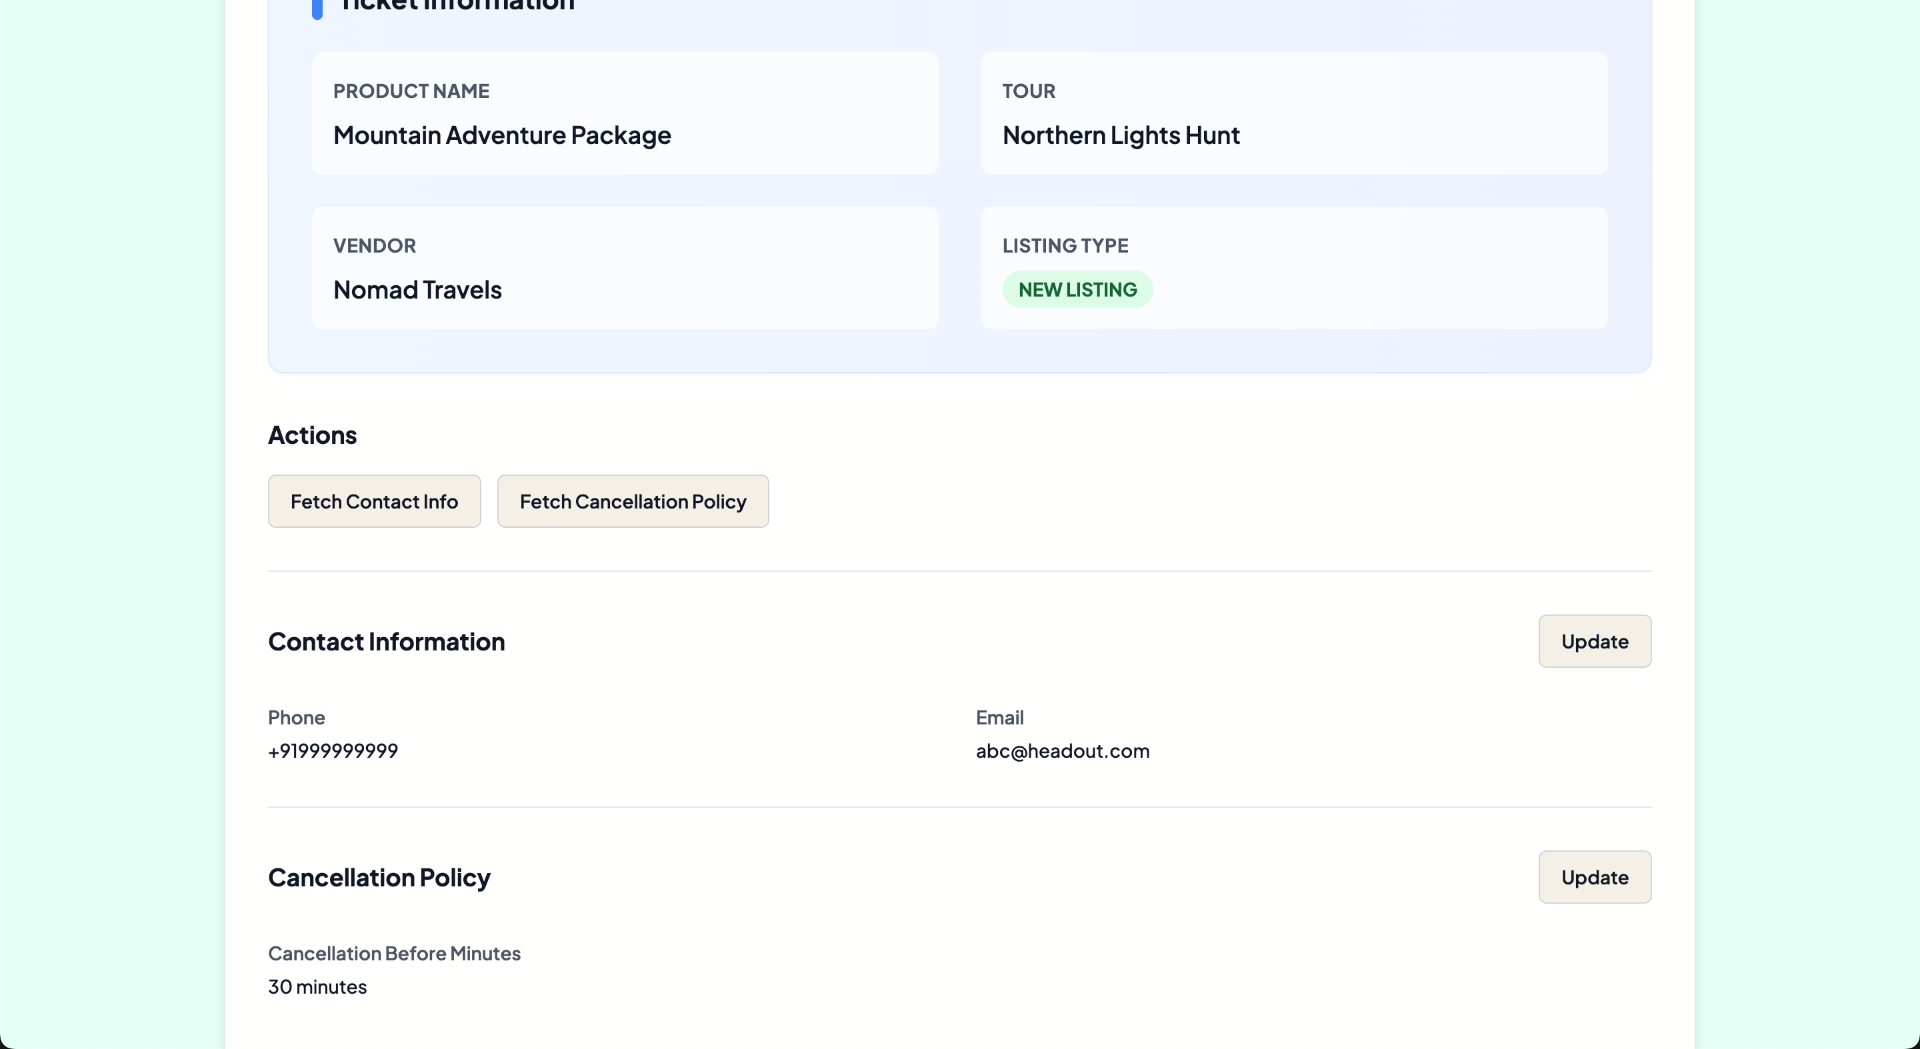 Ticket Information
PRODUCT NAME
Mountain Adventure Package
TOUR
Northern Lights Hunt
VENDOR
Nomad Travels
LISTING TYPE
NEW LISTING
Actions
Fetch Contact Info
Fetch Cancellation Policy
Contact Information
Update
Phone
+91999999999
Email
abc@headout.com
Cancellation Policy
Update
Cancellation Before Minutes
30 minutes